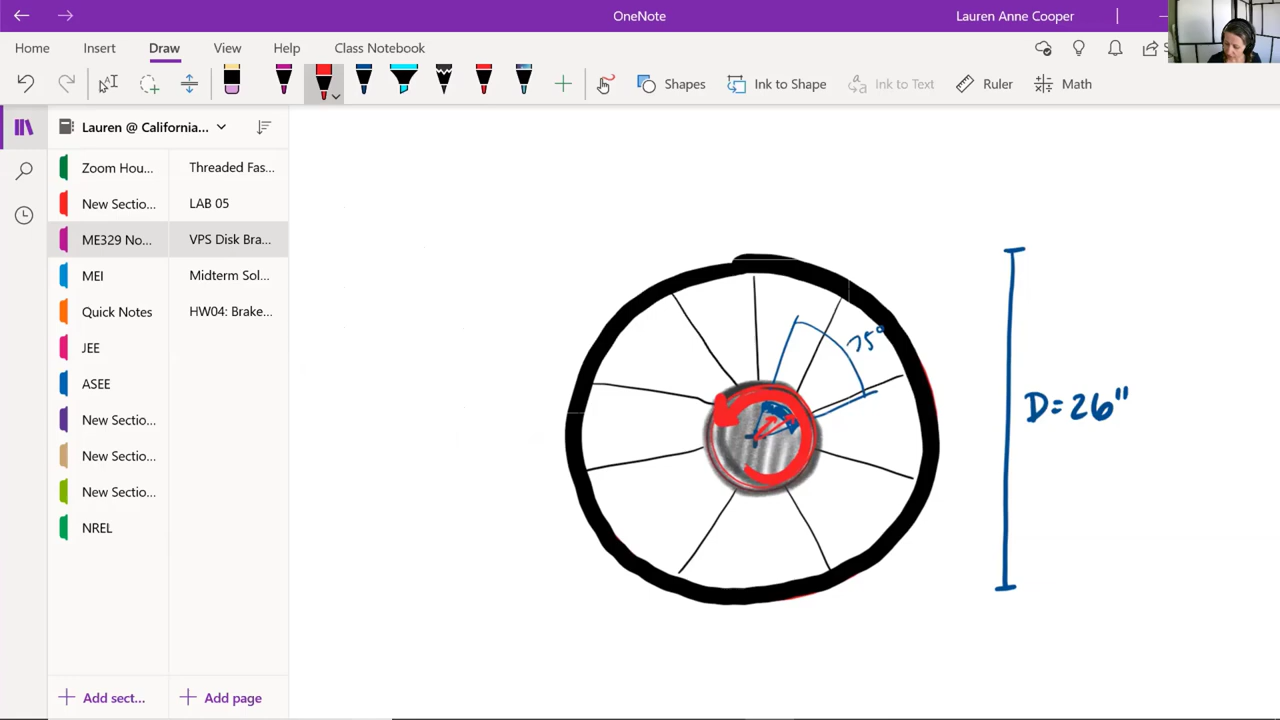 OneNote
Lauren Anne Cooper
Home Insert Draw View Help Class Notebook
Shapes Ink to Shape Ink to Text Ruler Math
Lauren @ California...
Zoom Hou...
New Sectio...
ME329 No...
MEI
Quick Notes
JEE
ASEE
New Sectio...
New Sectio...
New Sectio...
NREL
Threaded Fas...
LAB 05
VPS Disk Bra...
Midterm Sol...
HW04: Brake...
75°
D=26"
Add sect...
Add page